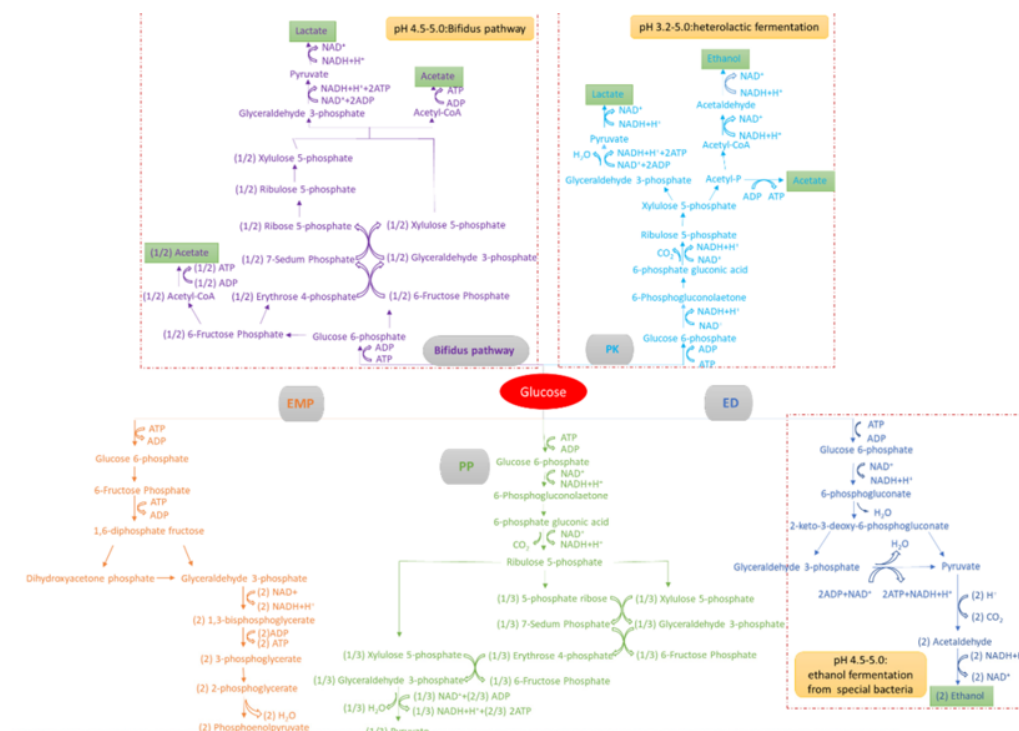 pH 4.5-5.0:Bifidus pathway
Lactate
NAD⁺
NADH+H⁺
Pyruvate
NADH+H⁺+2ATP
NAD⁺+2ADP
Glyceraldehyde 3-phosphate
Acetate
ATP
ADP
Acetyl-CoA
(1/2) Xylulose 5-phosphate
(1/2) Ribulose 5-phosphate
(1/2) Ribose 5-phosphate
(1/2) Xylulose 5-phosphate
(1/2) Acetate
(1/2) ATP
(1/2) ADP
(1/2) 7-Sedum Phosphate
(1/2) Glyceraldehyde 3-phosphate
(1/2) Acetyl-CoA
(1/2) Erythrose 4-phosphate
(1/2) 6-Fructose Phosphate
(1/2) 6-Fructose Phosphate
Glucose 6-phosphate
ADP
ATP
Bifidus pathway
pH 3.2-5.0:heterolactic fermentation
Ethanol
NAD⁺
NADH+H⁺
Acetaldehyde
NAD⁺
NADH+H⁺
Acetyl-CoA
Lactate
NAD⁺
NADH+H⁺
Pyruvate
H₂O
NADH+H⁺+2ATP
NAD⁺+2ADP
Glyceraldehyde 3-phosphate
Acetyl-P
ADP ATP
Acetate
Xylulose 5-phosphate
Ribulose 5-phosphate
CO₂
NADH+H⁺
NAD⁺
6-phosphate gluconic acid
6-Phosphogluconolaetone
NADH+H⁺
NAD⁺
Glucose 6-phosphate
ADP
ATP
PK
Glucose
EMP
ATP
ADP
Glucose 6-phosphate
6-Fructose Phosphate
ATP
ADP
1,6-diphosphate fructose
Dihydroxyacetone phosphate
Glyceraldehyde 3-phosphate
(2) NAD+
(2) NADH+H⁺
(2) 1,3-bisphosphoglycerate
(2)ADP
(2) ATP
(2) 3-phosphoglycerate
(2) 2-phosphoglycerate
(2) H₂O
(2) Phosphoenolpyruvate
PP
ATP
ADP
Glucose 6-phosphate
NAD⁺
NADH+H⁺
6-Phosphogluconolaetone
6-phosphate gluconic acid
CO₂
NAD⁺
NADH+H⁺
Ribulose 5-phosphate
(1/3) 5-phosphate ribose
(1/3) Xylulose 5-phosphate
(1/3) 7-Sedum Phosphate
(1/3) Glyceraldehyde 3-phosphate
(1/3) Xylulose 5-phosphate
(1/3) Erythrose 4-phosphate
(1/3) 6-Fructose Phosphate
(1/3) Glyceraldehyde 3-phosphate
(1/3) 6-Fructose Phosphate
(1/3) H₂O
(1/3) NAD⁺+(2/3) ADP
(1/3) NADH+H⁺+(2/3) 2ATP
ED
ATP
ADP
Glucose 6-phosphate
NAD⁺
NADH+H⁺
6-phosphogluconate
H₂O
2-keto-3-deoxy-6-phosphogluconate
Glyceraldehyde 3-phosphate
H₂O
Pyruvate
2ADP+NAD⁺
2ATP+NADH+H⁺
(2) H⁺
(2) CO₂
(2) Acetaldehyde
(2) NADH+H
(2) NAD⁺
(2) Ethanol
pH 4.5-5.0:
ethanol fermentation
from special bacteria